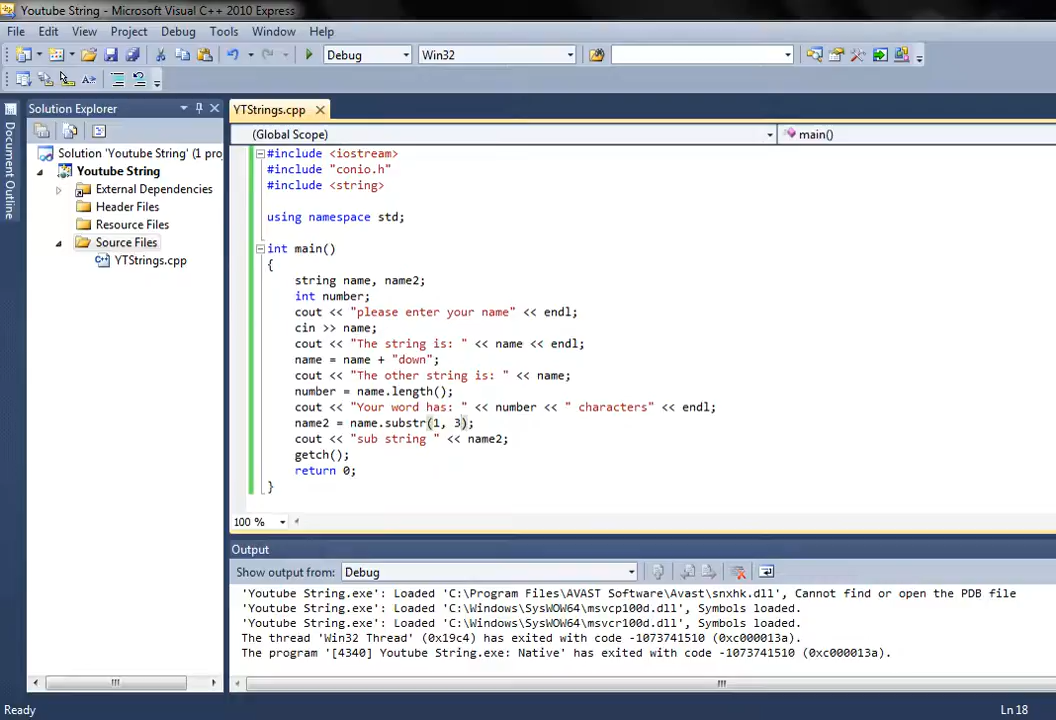 Youtube String - Microsoft Visual C++ 2010 Express
File Edit View Project Debug Tools Window Help
Debug Win32
Document Outline
Solution Explorer
Solution 'Youtube String' (1 proj
Youtube String
External Dependencies
Header Files
Resource Files
Source Files
YTStrings.cpp
YTStrings.cpp
(Global Scope) main()
#include <iostream>
#include "conio.h"
#include <string>
using namespace std;
int main()
{
string name, name2;
int number;
cout << "please enter your name" << endl;
cin >> name;
cout << "The string is: " << name << endl;
name = name + "down";
cout << "The other string is: " << name;
number = name.length();
cout << "Your word has: " << number << " characters" << endl;
name2 = name.substr(1, 3);
cout << "sub string " << name2;
getch();
return 0;
}
100 %
Output
Show output from: Debug
'Youtube String.exe': Loaded 'C:\Program Files\AVAST Software\Avast\snxhk.dll', Cannot find or open the PDB file
'Youtube String.exe': Loaded 'C:\Windows\SysWOW64\msvcp100d.dll', Symbols loaded.
'Youtube String.exe': Loaded 'C:\Windows\SysWOW64\msvcr100d.dll', Symbols loaded.
The thread 'Win32 Thread' (0x19c4) has exited with code -1073741510 (0xc000013a).
The program '[4340] Youtube String.exe: Native' has exited with code -1073741510 (0xc000013a).
Ready Ln 18